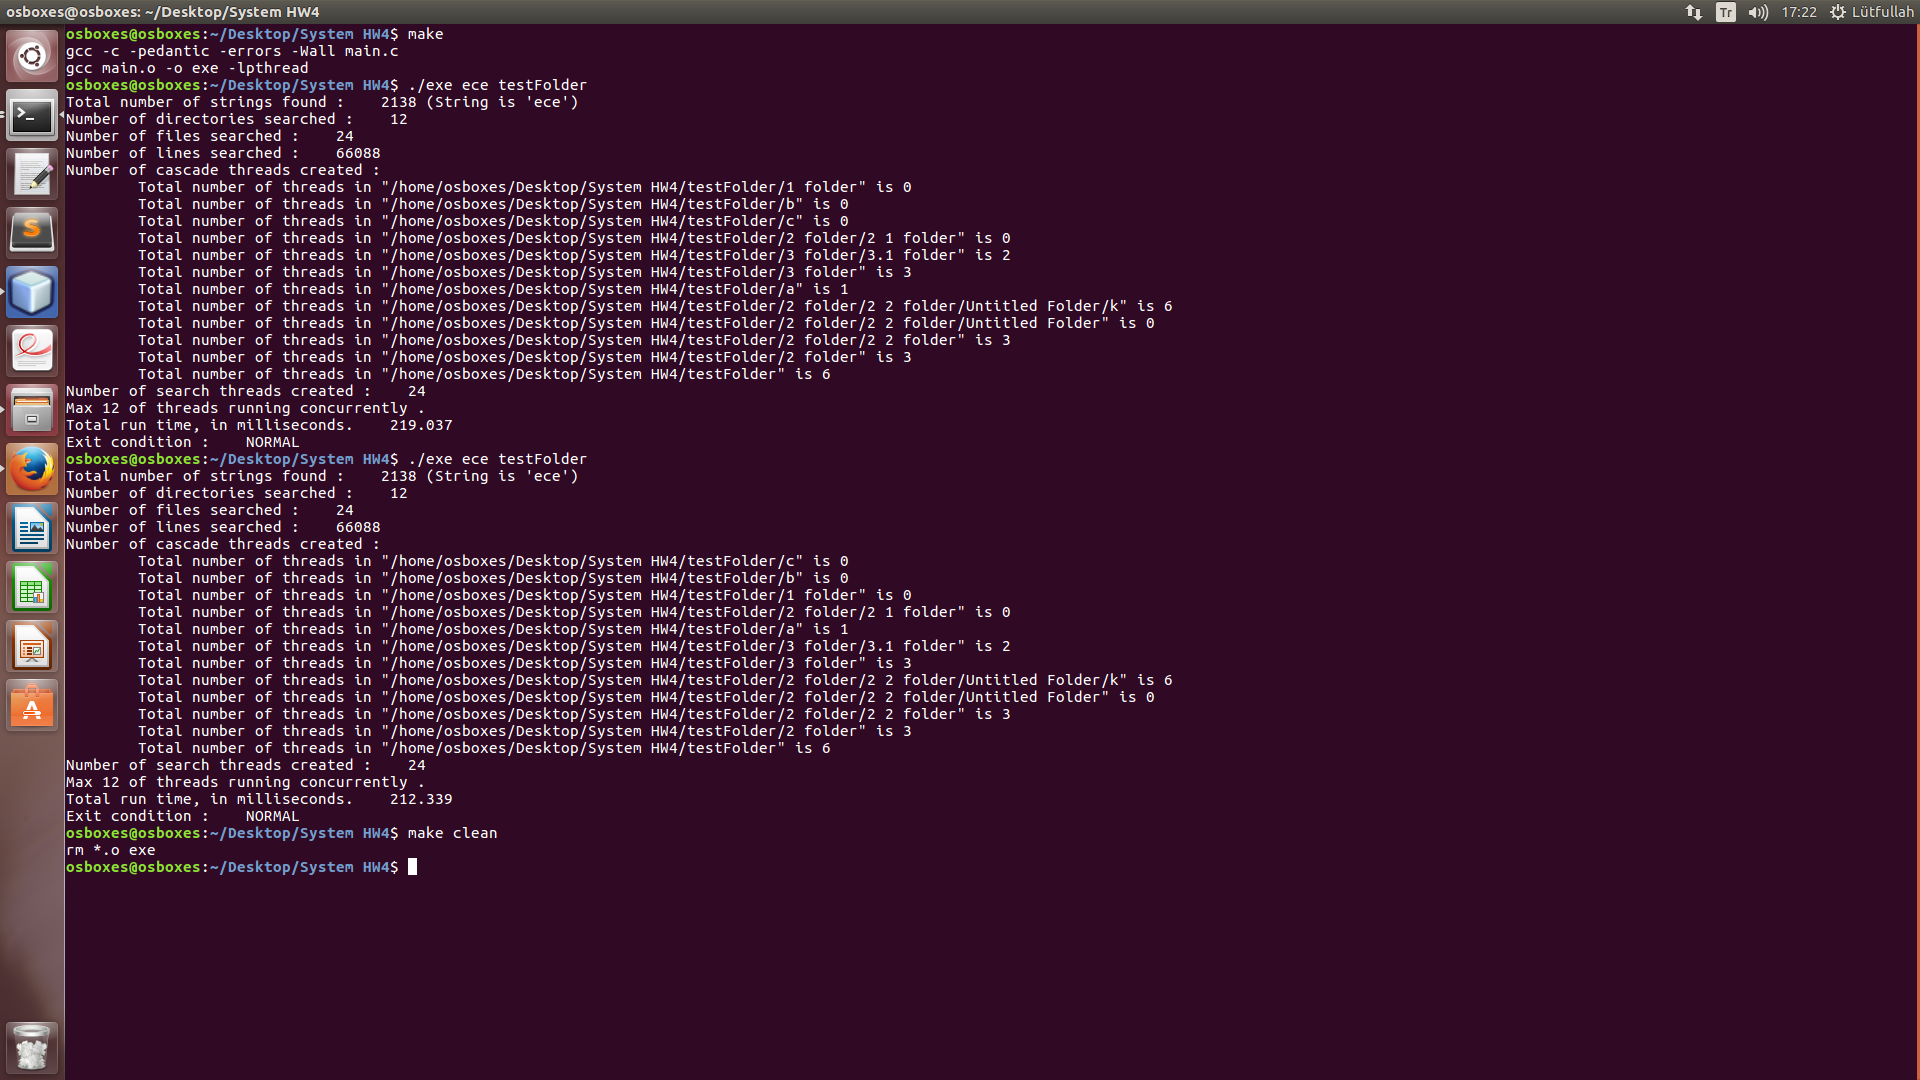 osboxes@osboxes: ~/Desktop/System HW4
Tr
17:22
Lütfullah
osboxes@osboxes:~/Desktop/System HW4$ make
gcc -c -pedantic -errors -Wall main.c
gcc main.o -o exe -lpthread
osboxes@osboxes:~/Desktop/System HW4$ ./exe ece testFolder
Total number of strings found :    2138 (String is 'ece')
Number of directories searched :    12
Number of files searched :    24
Number of lines searched :    66088
Number of cascade threads created :
        Total number of threads in "/home/osboxes/Desktop/System HW4/testFolder/1 folder" is 0
        Total number of threads in "/home/osboxes/Desktop/System HW4/testFolder/b" is 0
        Total number of threads in "/home/osboxes/Desktop/System HW4/testFolder/c" is 0
        Total number of threads in "/home/osboxes/Desktop/System HW4/testFolder/2 folder/2 1 folder" is 0
        Total number of threads in "/home/osboxes/Desktop/System HW4/testFolder/3 folder/3.1 folder" is 2
        Total number of threads in "/home/osboxes/Desktop/System HW4/testFolder/3 folder" is 3
        Total number of threads in "/home/osboxes/Desktop/System HW4/testFolder/a" is 1
        Total number of threads in "/home/osboxes/Desktop/System HW4/testFolder/2 folder/2 2 folder/Untitled Folder/k" is 6
        Total number of threads in "/home/osboxes/Desktop/System HW4/testFolder/2 folder/2 2 folder/Untitled Folder" is 0
        Total number of threads in "/home/osboxes/Desktop/System HW4/testFolder/2 folder/2 2 folder" is 3
        Total number of threads in "/home/osboxes/Desktop/System HW4/testFolder/2 folder" is 3
        Total number of threads in "/home/osboxes/Desktop/System HW4/testFolder" is 6
Number of search threads created :    24
Max 12 of threads running concurrently .
Total run time, in milliseconds.    219.037
Exit condition :    NORMAL
osboxes@osboxes:~/Desktop/System HW4$ ./exe ece testFolder
Total number of strings found :    2138 (String is 'ece')
Number of directories searched :    12
Number of files searched :    24
Number of lines searched :    66088
Number of cascade threads created :
        Total number of threads in "/home/osboxes/Desktop/System HW4/testFolder/c" is 0
        Total number of threads in "/home/osboxes/Desktop/System HW4/testFolder/b" is 0
        Total number of threads in "/home/osboxes/Desktop/System HW4/testFolder/1 folder" is 0
        Total number of threads in "/home/osboxes/Desktop/System HW4/testFolder/2 folder/2 1 folder" is 0
        Total number of threads in "/home/osboxes/Desktop/System HW4/testFolder/a" is 1
        Total number of threads in "/home/osboxes/Desktop/System HW4/testFolder/3 folder/3.1 folder" is 2
        Total number of threads in "/home/osboxes/Desktop/System HW4/testFolder/3 folder" is 3
        Total number of threads in "/home/osboxes/Desktop/System HW4/testFolder/2 folder/2 2 folder/Untitled Folder/k" is 6
        Total number of threads in "/home/osboxes/Desktop/System HW4/testFolder/2 folder/2 2 folder/Untitled Folder" is 0
        Total number of threads in "/home/osboxes/Desktop/System HW4/testFolder/2 folder/2 2 folder" is 3
        Total number of threads in "/home/osboxes/Desktop/System HW4/testFolder/2 folder" is 3
        Total number of threads in "/home/osboxes/Desktop/System HW4/testFolder" is 6
Number of search threads created :    24
Max 12 of threads running concurrently .
Total run time, in milliseconds.    212.339
Exit condition :    NORMAL
osboxes@osboxes:~/Desktop/System HW4$ make clean
rm *.o exe
osboxes@osboxes:~/Desktop/System HW4$